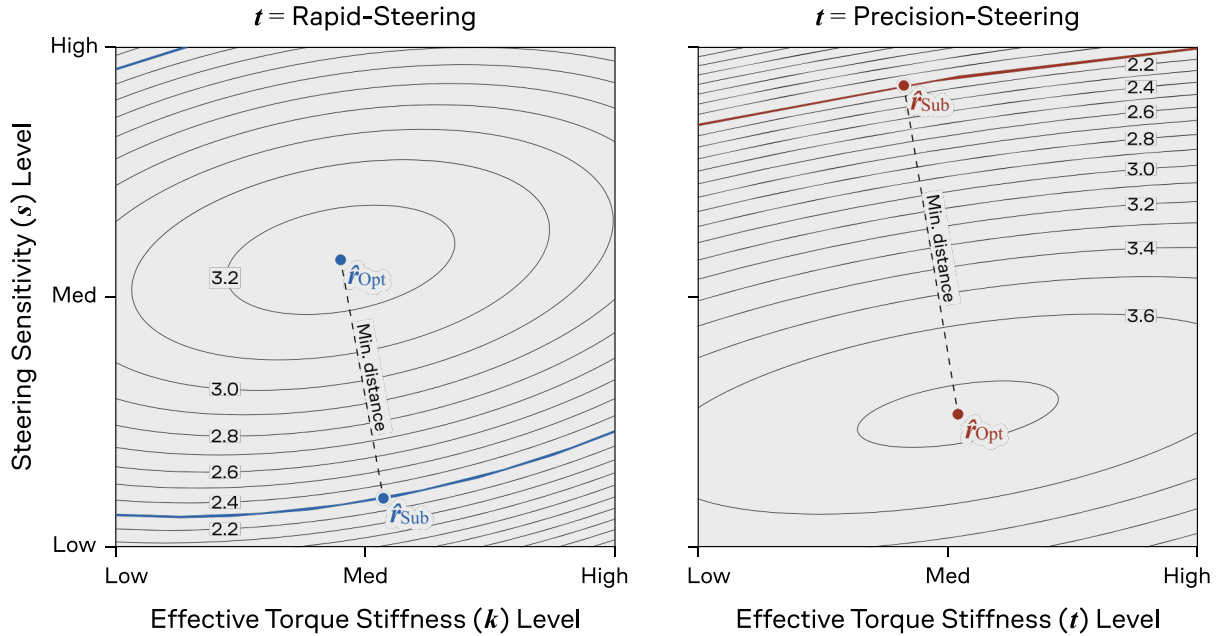 t = Rapid-Steering
t = Precision-Steering
Steering Sensitivity (s) Level
High
Med
Low
3.2
3.0
2.8
2.6
2.4
2.2
r̂Opt
Min. distance
r̂Sub
Low
Med
High
Effective Torque Stiffness (k) Level
2.2
2.4
2.6
2.8
3.0
3.2
3.4
3.6
r̂Sub
Min. distance
r̂Opt
Low
Med
High
Effective Torque Stiffness (t) Level